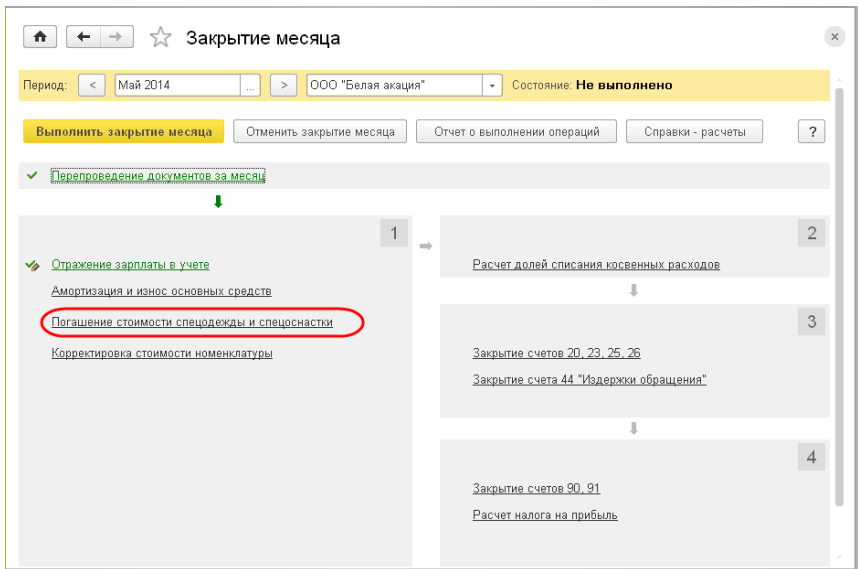 Закрытие месяца
Период: < Май 2014 ... > ООО "Белая акация" Состояние: Не выполнено
Выполнить закрытие месяца Отменить закрытие месяца Отчет о выполнении операций Справки - расчеты ?
Перепроведение документов за месяц
1
Отражение зарплаты в учете
Амортизация и износ основных средств
Погашение стоимости спецодежды и спецоснастки
Корректировка стоимости номенклатуры
2
Расчет долей списания косвенных расходов
3
Закрытие счетов 20, 23, 25, 26
Закрытие счета 44 "Издержки обращения"
4
Закрытие счетов 90, 91
Расчет налога на прибыль